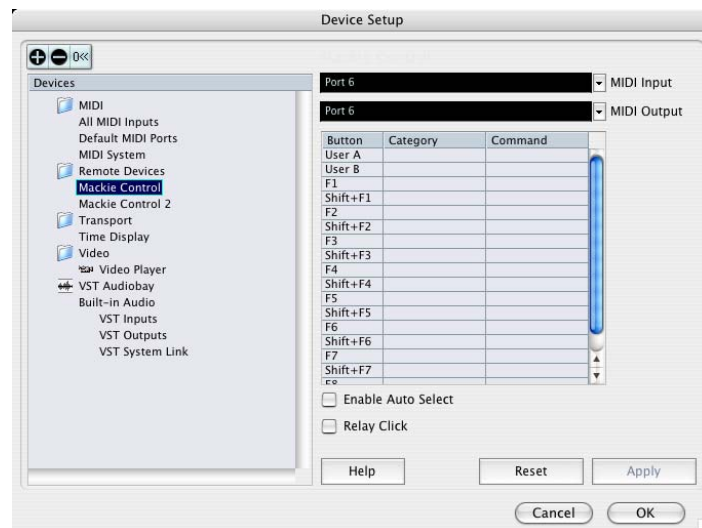 Device Setup
Devices
MIDI
All MIDI Inputs
Default MIDI Ports
MIDI System
Remote Devices
Mackie Control
Mackie Control 2
Transport
Time Display
Video
Video Player
VST Audiobay
Built-in Audio
VST Inputs
VST Outputs
VST System Link
Port 6 MIDI Input
Port 6 MIDI Output
Button Category Command
User A
User B
F1
Shift+F1
F2
Shift+F2
F3
Shift+F3
F4
Shift+F4
F5
Shift+F5
F6
Shift+F6
F7
Shift+F7
F8
Enable Auto Select
Relay Click
Help Reset Apply
Cancel OK